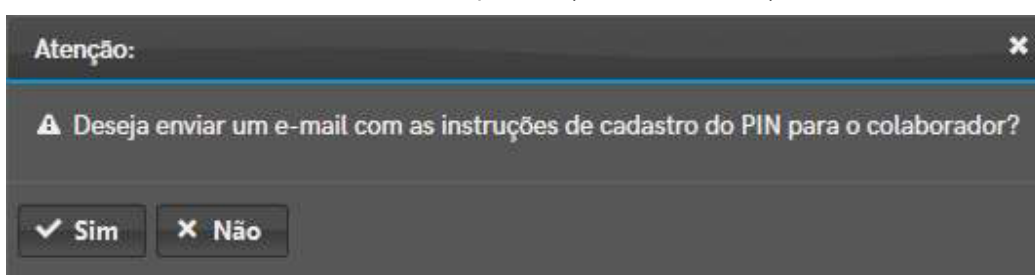 Atenção:
Deseja enviar um e-mail com as instruções de cadastro do PIN para o colaborador?
Sim Não